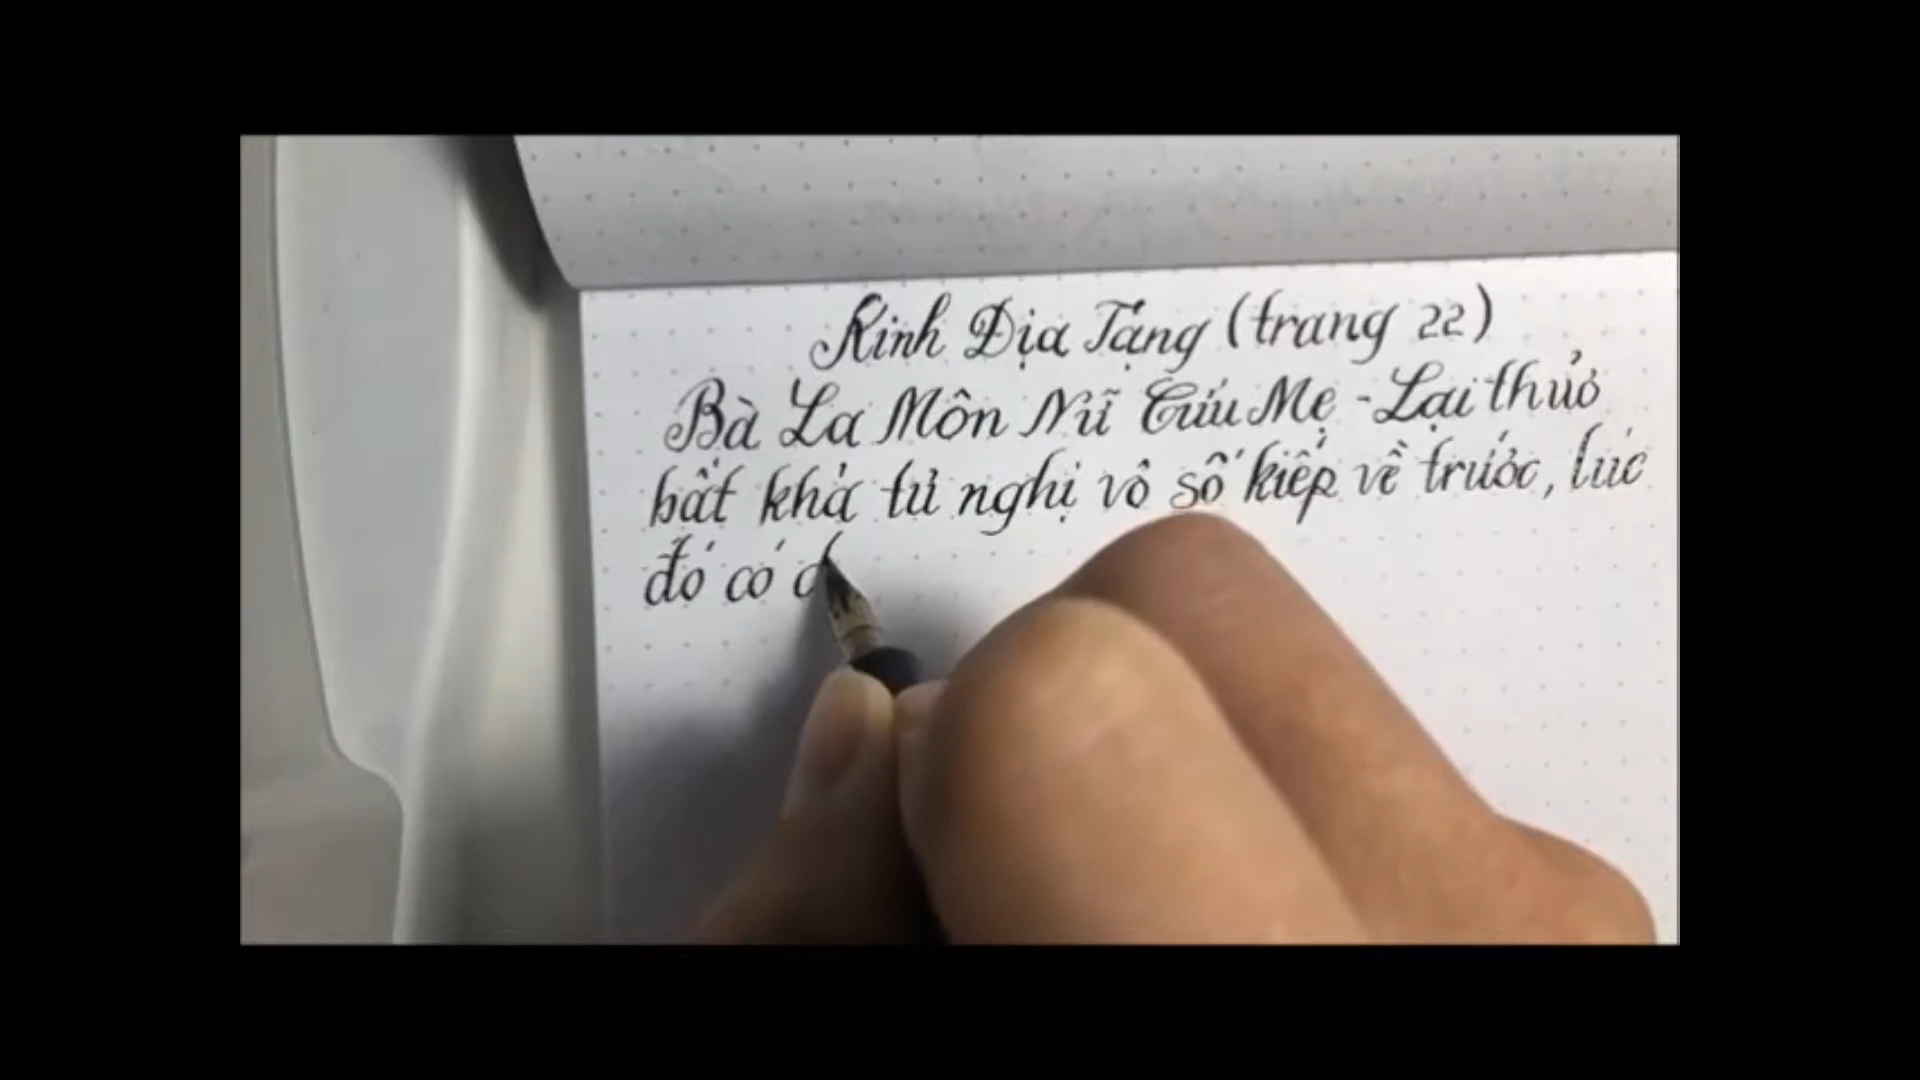 Kinh Địa Tạng (trang 22)
Bà La Môn Nữ Cứu Mẹ - Lại thuở
bất khả tư nghị vô số kiếp về trước, lúc
đó có